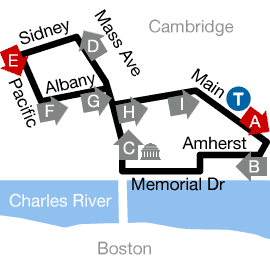 Cambridge
Sidney
Mass Ave
D
E
Pacific
Albany
Main
F
G
H
I
T
A
C
Amherst
B
Memorial Dr
Charles River
Boston